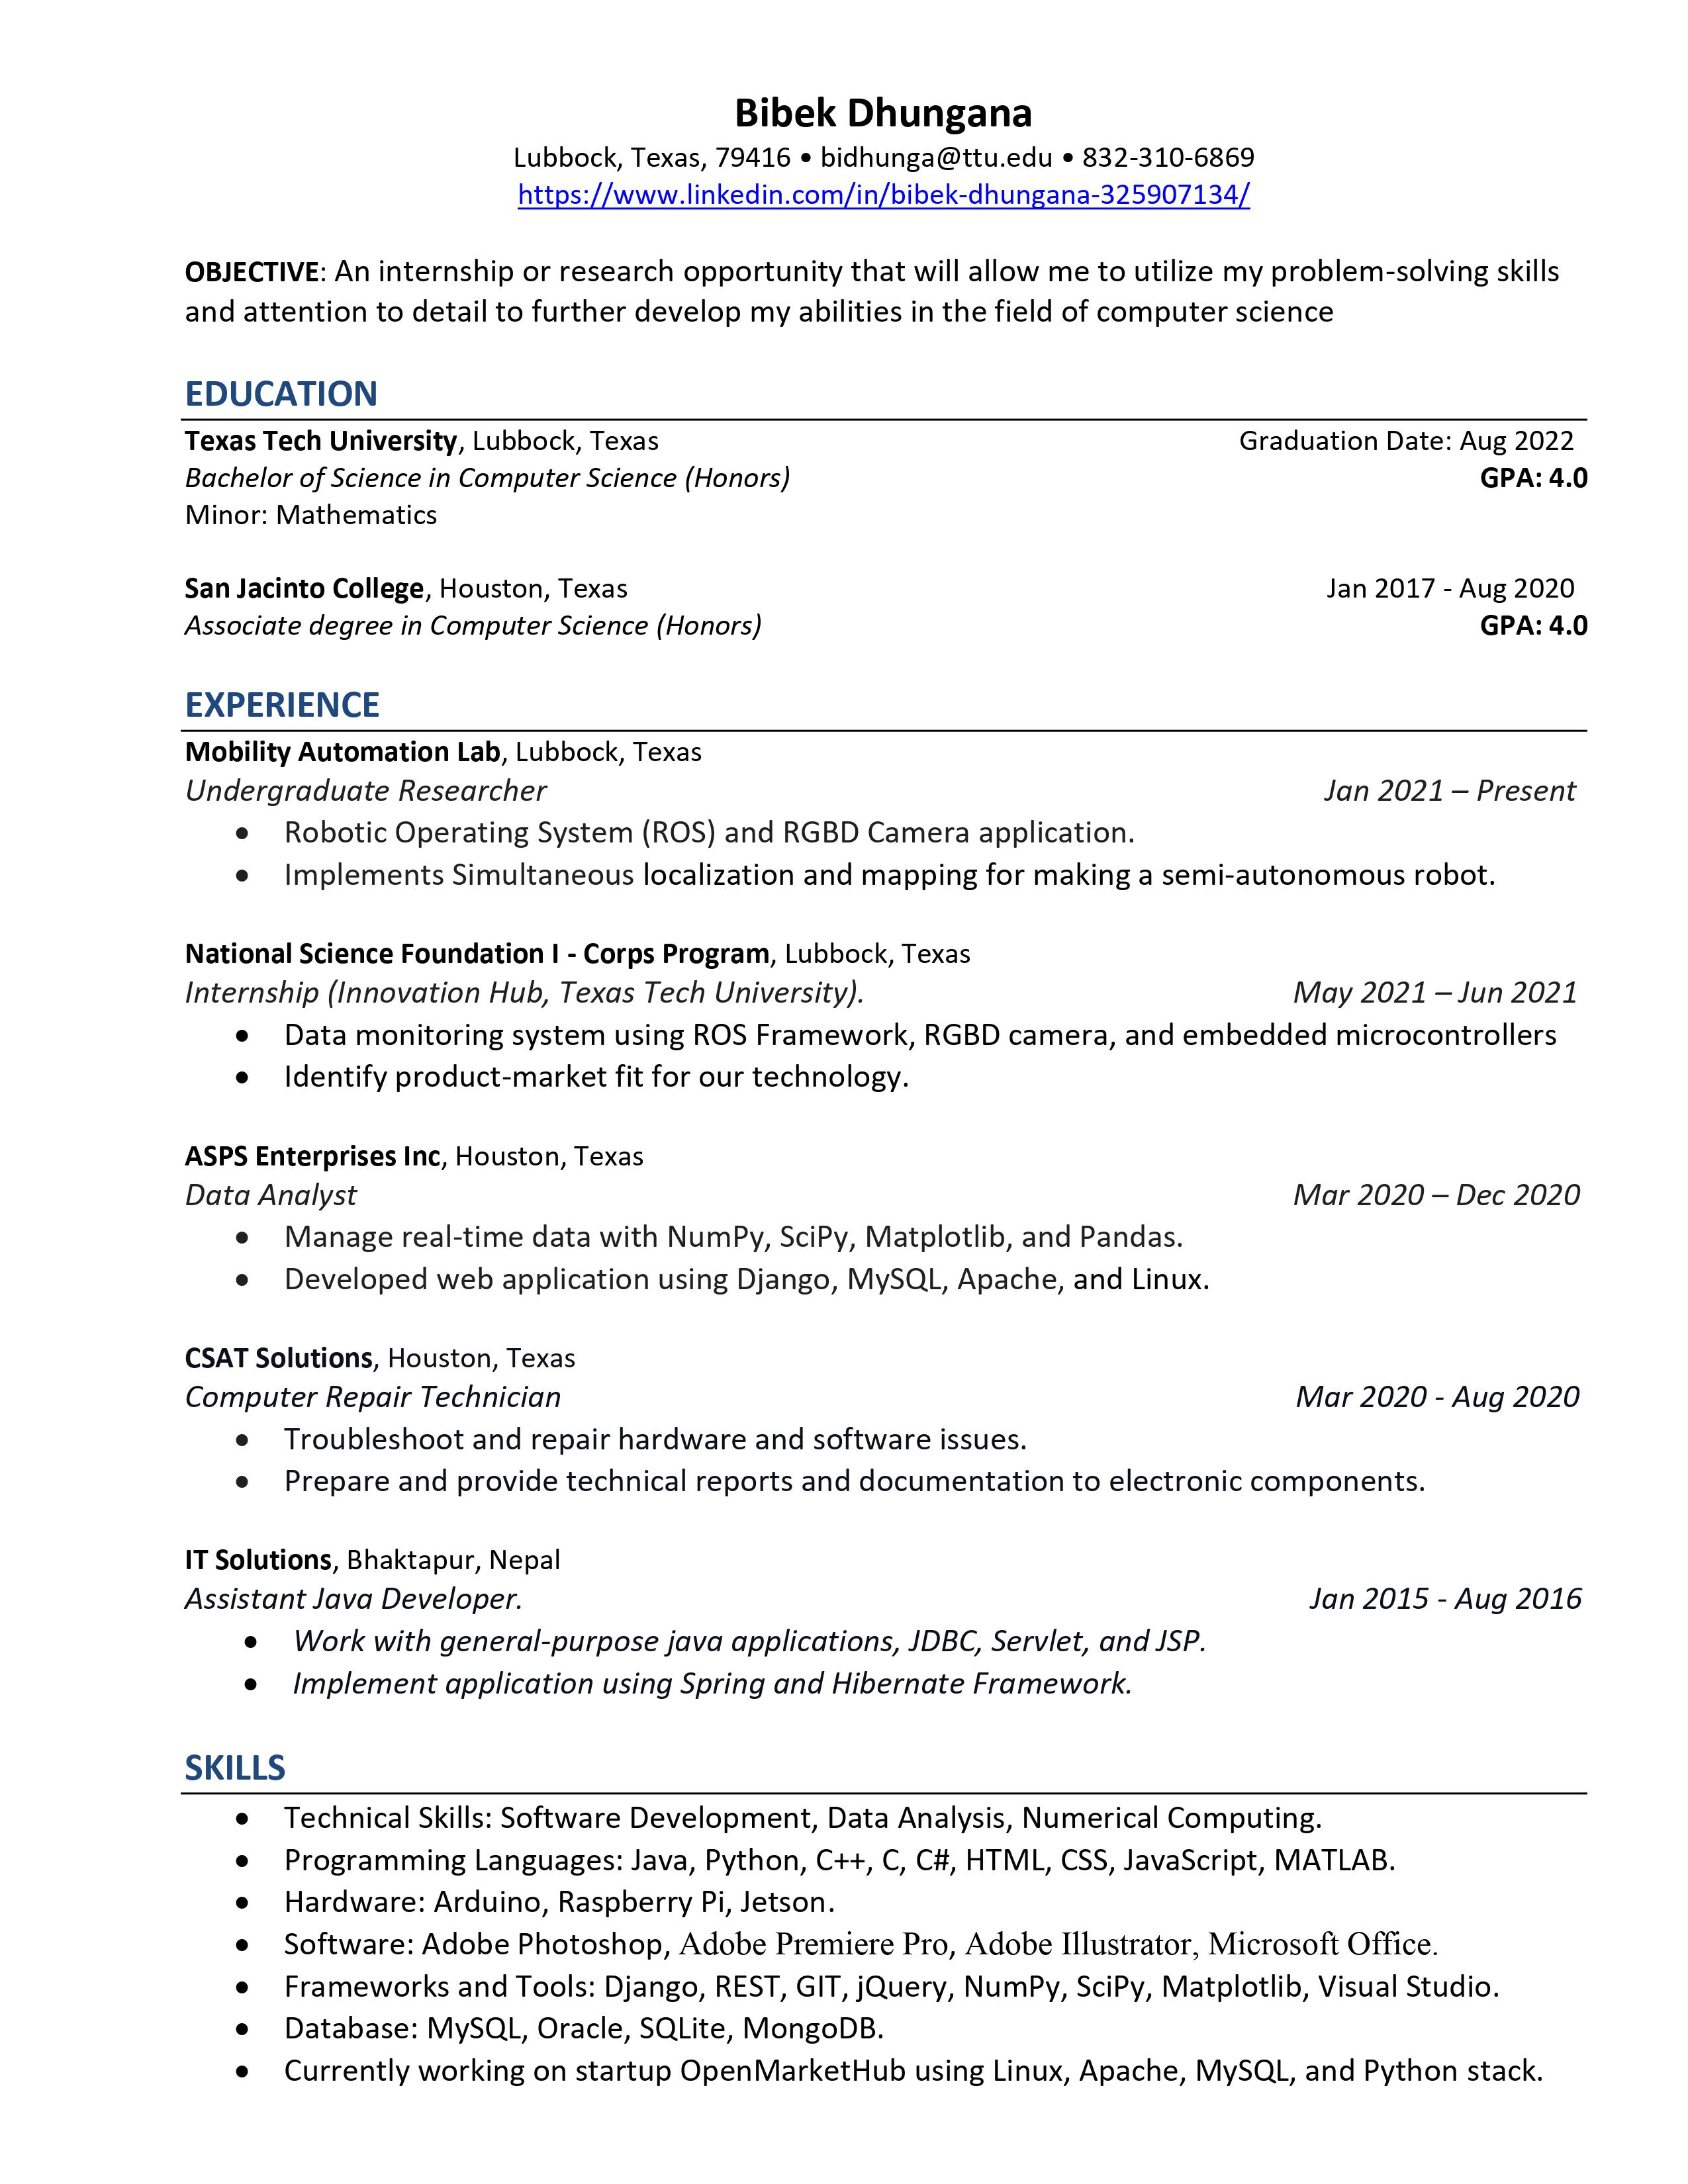 Bibek Dhungana
Lubbock, Texas, 79416 • bidhunga@ttu.edu • 832-310-6869
https://www.linkedin.com/in/bibek-dhungana-325907134/
OBJECTIVE: An internship or research opportunity that will allow me to utilize my problem-solving skills
and attention to detail to further develop my abilities in the field of computer science
EDUCATION
Texas Tech University, Lubbock, Texas Graduation Date: Aug 2022
Bachelor of Science in Computer Science (Honors) GPA: 4.0
Minor: Mathematics
San Jacinto College, Houston, Texas Jan 2017 - Aug 2020
Associate degree in Computer Science (Honors) GPA: 4.0
EXPERIENCE
Mobility Automation Lab, Lubbock, Texas
Undergraduate Researcher Jan 2021 – Present
• Robotic Operating System (ROS) and RGBD Camera application.
• Implements Simultaneous localization and mapping for making a semi-autonomous robot.
National Science Foundation I - Corps Program, Lubbock, Texas
Internship (Innovation Hub, Texas Tech University). May 2021 – Jun 2021
• Data monitoring system using ROS Framework, RGBD camera, and embedded microcontrollers
• Identify product-market fit for our technology.
ASPS Enterprises Inc, Houston, Texas
Data Analyst Mar 2020 – Dec 2020
• Manage real-time data with NumPy, SciPy, Matplotlib, and Pandas.
• Developed web application using Django, MySQL, Apache, and Linux.
CSAT Solutions, Houston, Texas
Computer Repair Technician Mar 2020 - Aug 2020
• Troubleshoot and repair hardware and software issues.
• Prepare and provide technical reports and documentation to electronic components.
IT Solutions, Bhaktapur, Nepal
Assistant Java Developer. Jan 2015 - Aug 2016
• Work with general-purpose java applications, JDBC, Servlet, and JSP.
• Implement application using Spring and Hibernate Framework.
SKILLS
• Technical Skills: Software Development, Data Analysis, Numerical Computing.
• Programming Languages: Java, Python, C++, C, C#, HTML, CSS, JavaScript, MATLAB.
• Hardware: Arduino, Raspberry Pi, Jetson.
• Software: Adobe Photoshop, Adobe Premiere Pro, Adobe Illustrator, Microsoft Office.
• Frameworks and Tools: Django, REST, GIT, jQuery, NumPy, SciPy, Matplotlib, Visual Studio.
• Database: MySQL, Oracle, SQLite, MongoDB.
• Currently working on startup OpenMarketHub using Linux, Apache, MySQL, and Python stack.